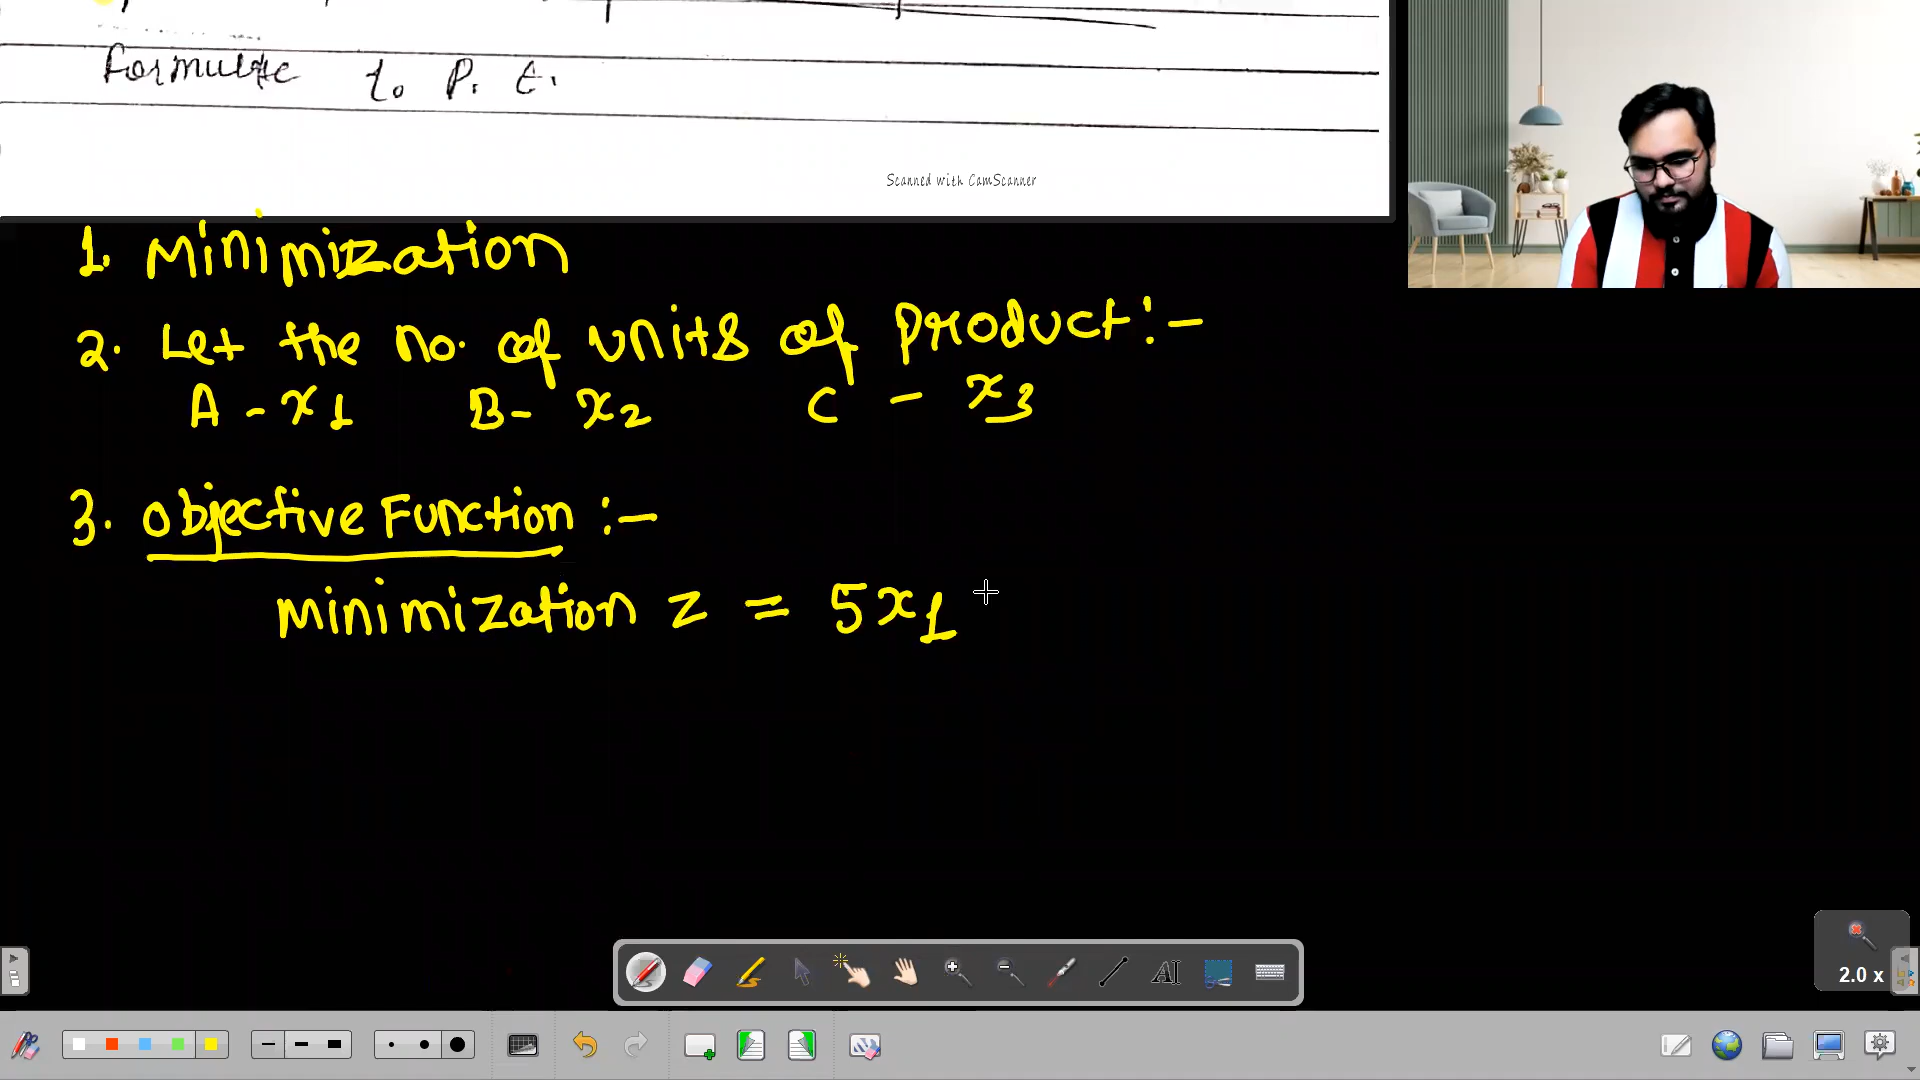 Formulate L. P. P.
Scanned with CamScanner
1. Minimization
2. Let the no. of units of product :-
A - x1 B - x2 C - x3
3. Objective Function :-
minimization z = 5x1
2.0 x